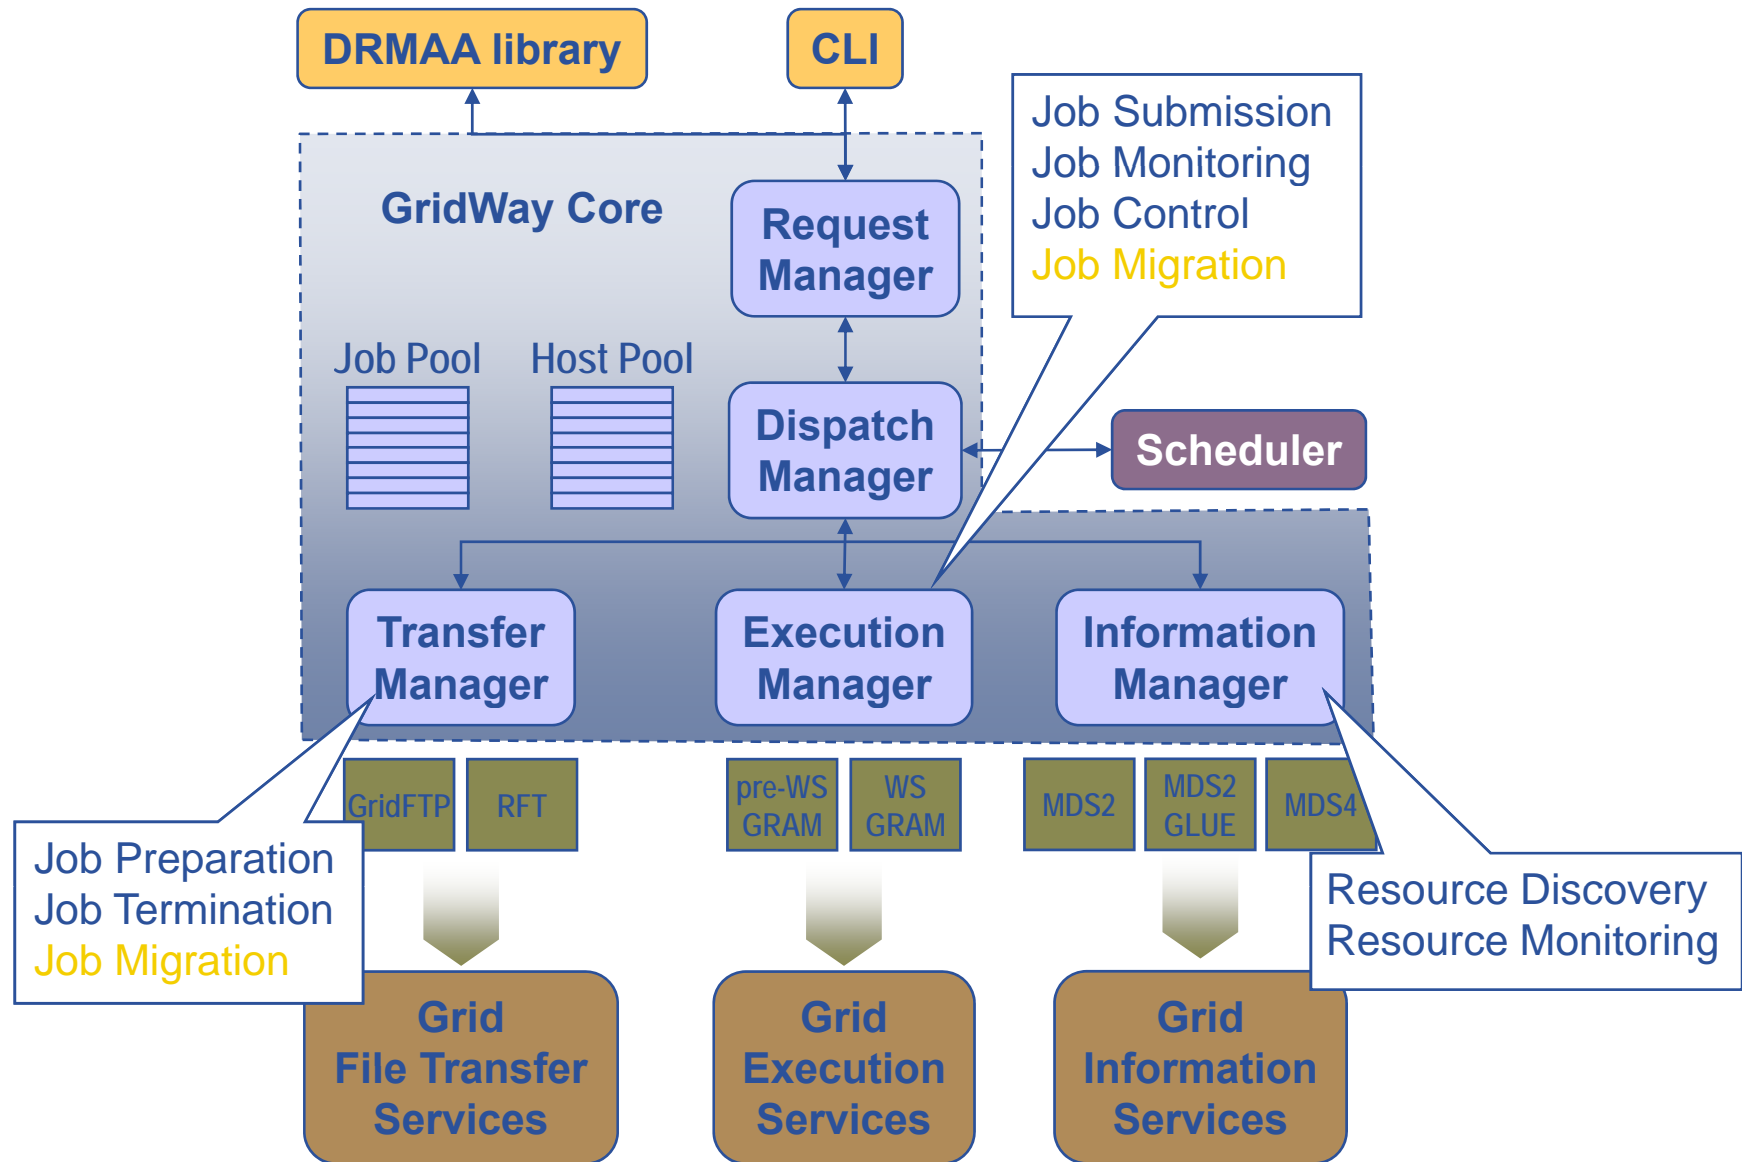 DRMAA library
CLI
Job Submission
Job Monitoring
Job Control
Job Migration
GridWay Core
Request
Manager
Job Pool
Host Pool
Dispatch
Manager
Scheduler
Transfer
Manager
Execution
Manager
Information
Manager
GridFTP
RFT
pre-WS
GRAM
WS
GRAM
MDS2
MDS2
GLUE
MDS4
Job Preparation
Job Termination
Job Migration
Resource Discovery
Resource Monitoring
Grid
File Transfer
Services
Grid
Execution
Services
Grid
Information
Services